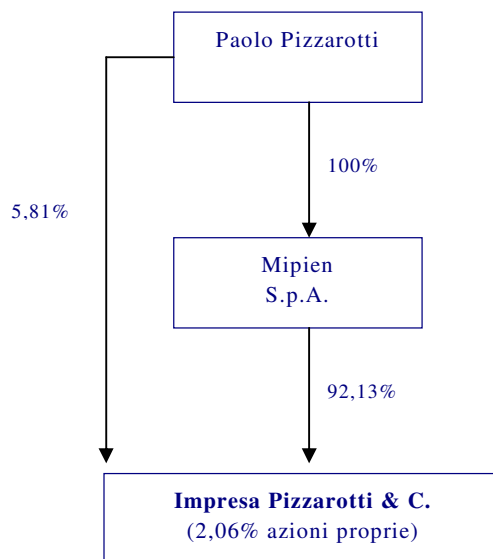 Paolo Pizzarotti
100%
5,81%
Mipien
S.p.A.
92,13%
Impresa Pizzarotti & C.
(2,06% azioni proprie)